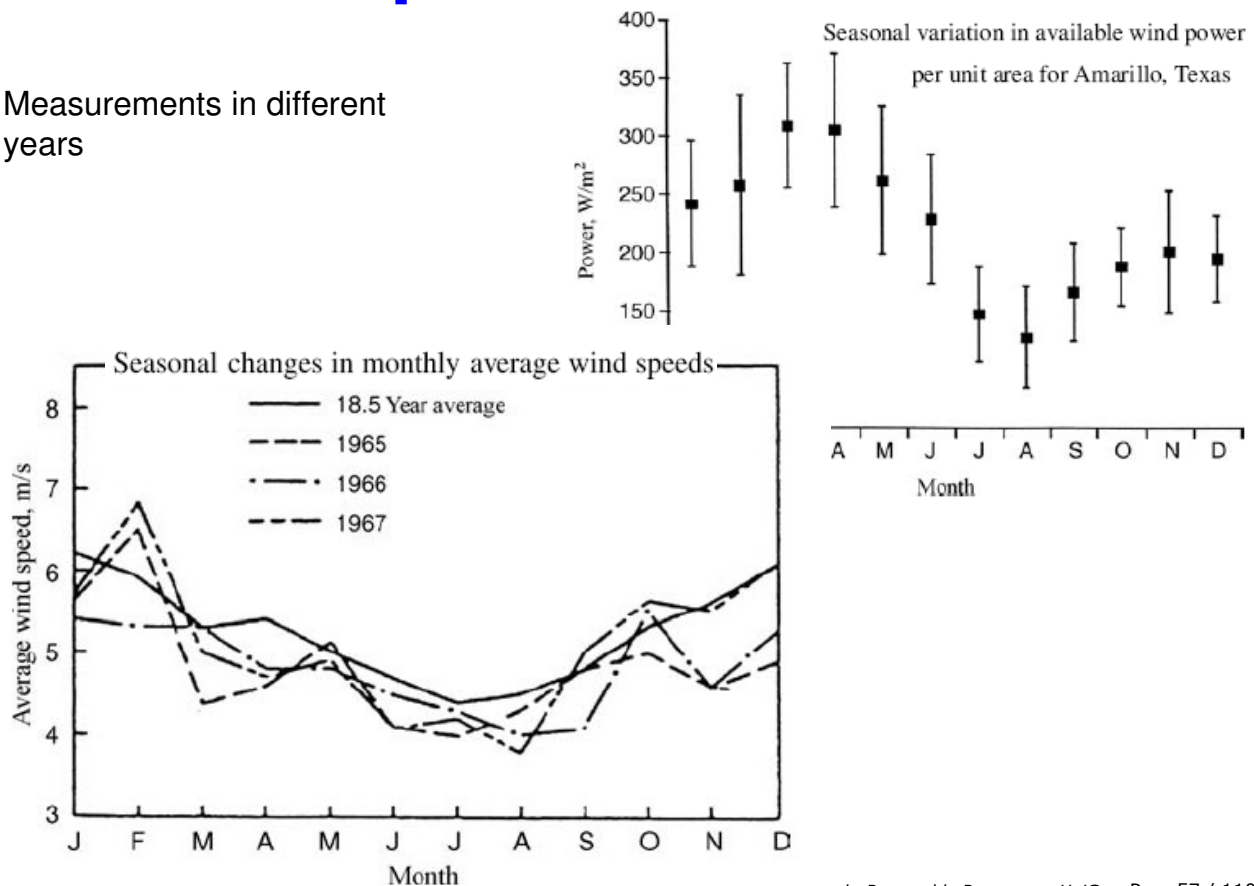 Measurements in different
years
Seasonal variation in available wind power
per unit area for Amarillo, Texas
400
350
300
250
200
150
Power, W/m²
A M J J A S O N D
Month
Seasonal changes in monthly average wind speeds
18.5 Year average
1965
1966
1967
8
7
6
5
4
3
Average wind speed, m/s
J F M A M J J A S O N D
Month